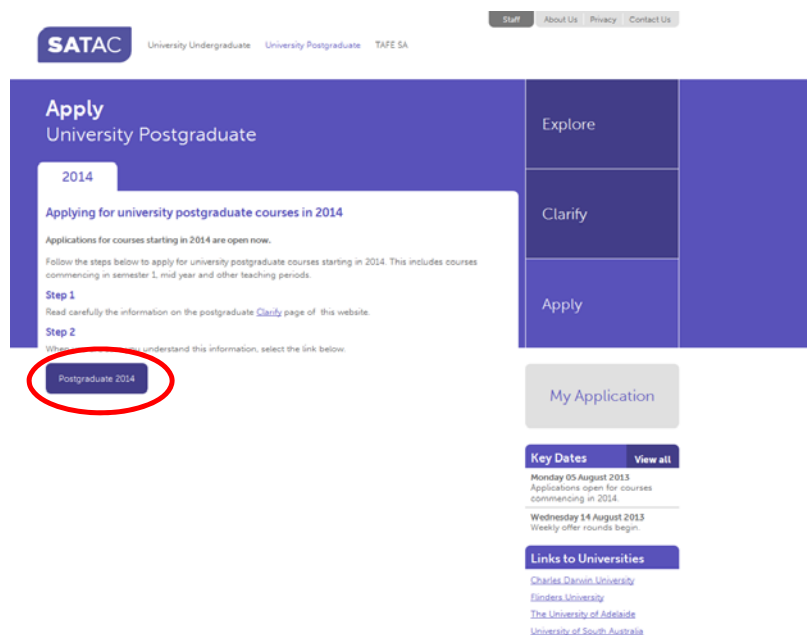 Staff About Us Privacy Contact Us
SATAC University Undergraduate University Postgraduate TAFE SA
Apply
University Postgraduate
2014
Applying for university postgraduate courses in 2014
Applications for courses starting in 2014 are open now.
Follow the steps below to apply for university postgraduate courses starting in 2014. This includes courses
commencing in semester 1, mid year and other teaching periods.
Step 1
Read carefully the information on the postgraduate Clarify page of this website.
Step 2
When you understand this information, select the link below.
Postgraduate 2014
Explore
Clarify
Apply
My Application
Key Dates View all
Monday 05 August 2013
Applications open for courses
commencing in 2014.
Wednesday 14 August 2013
Weekly offer rounds begin.
Links to Universities
Charles Darwin University
Flinders University
The University of Adelaide
University of South Australia